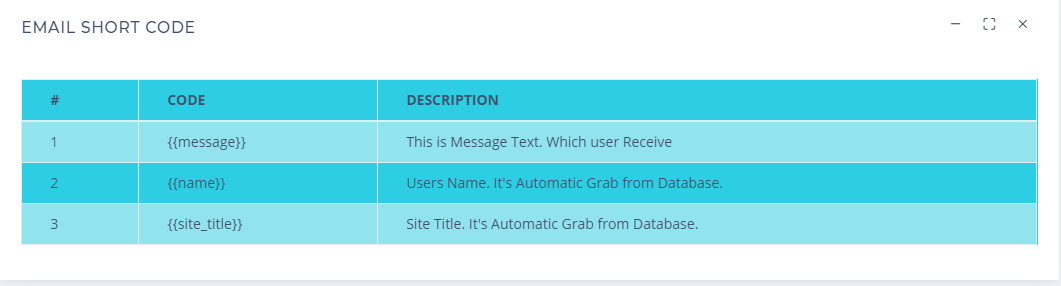 EMAIL SHORT CODE
# CODE DESCRIPTION
1 {{message}} This is Message Text. Which user Receive
2 {{name}} Users Name. It's Automatic Grab from Database.
3 {{site_title}} Site Title. It's Automatic Grab from Database.